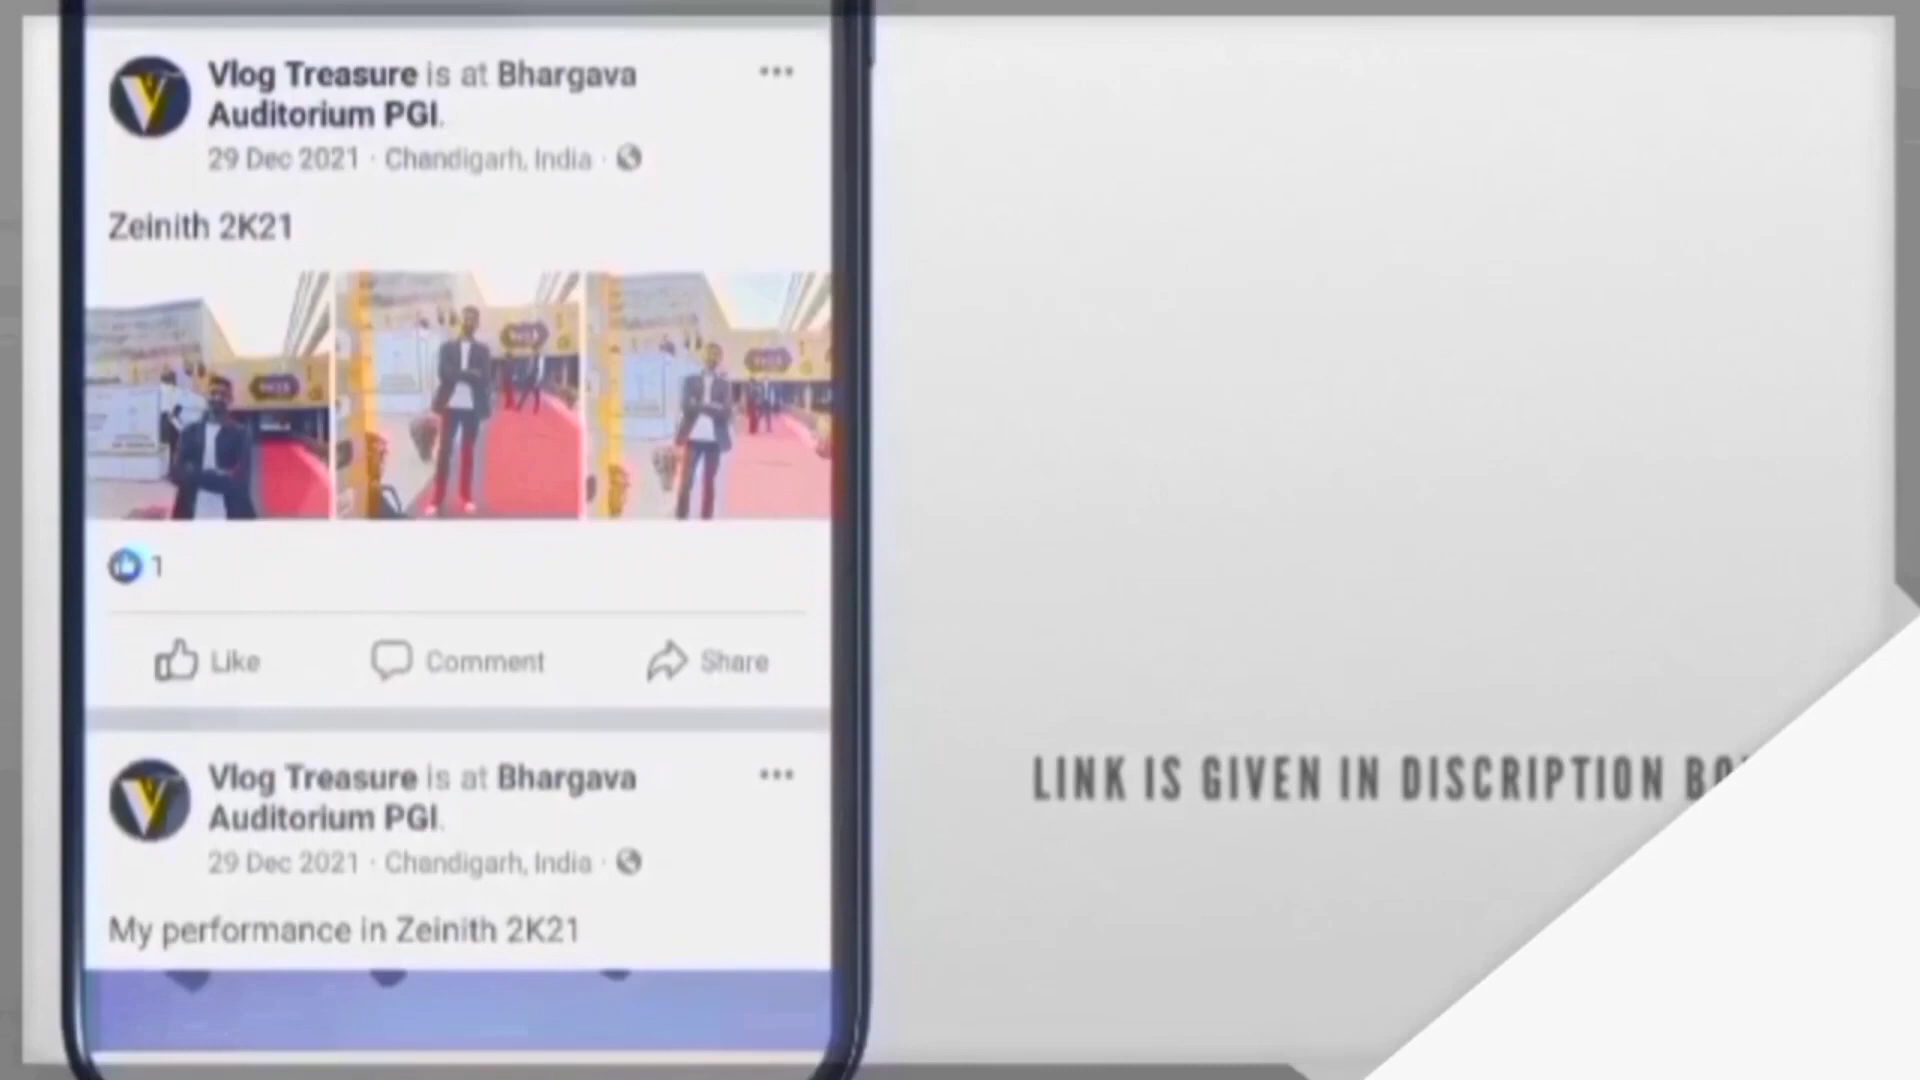 Vlog Treasure is at Bhargava
Auditorium PGI.
29 Dec 2021 · Chandigarh, India ·
Zeinith 2K21
1
Like Comment Share
Vlog Treasure is at Bhargava
Auditorium PGI.
29 Dec 2021 · Chandigarh, India ·
My performance in Zeinith 2K21
LINK IS GIVEN IN DISCRIPTION